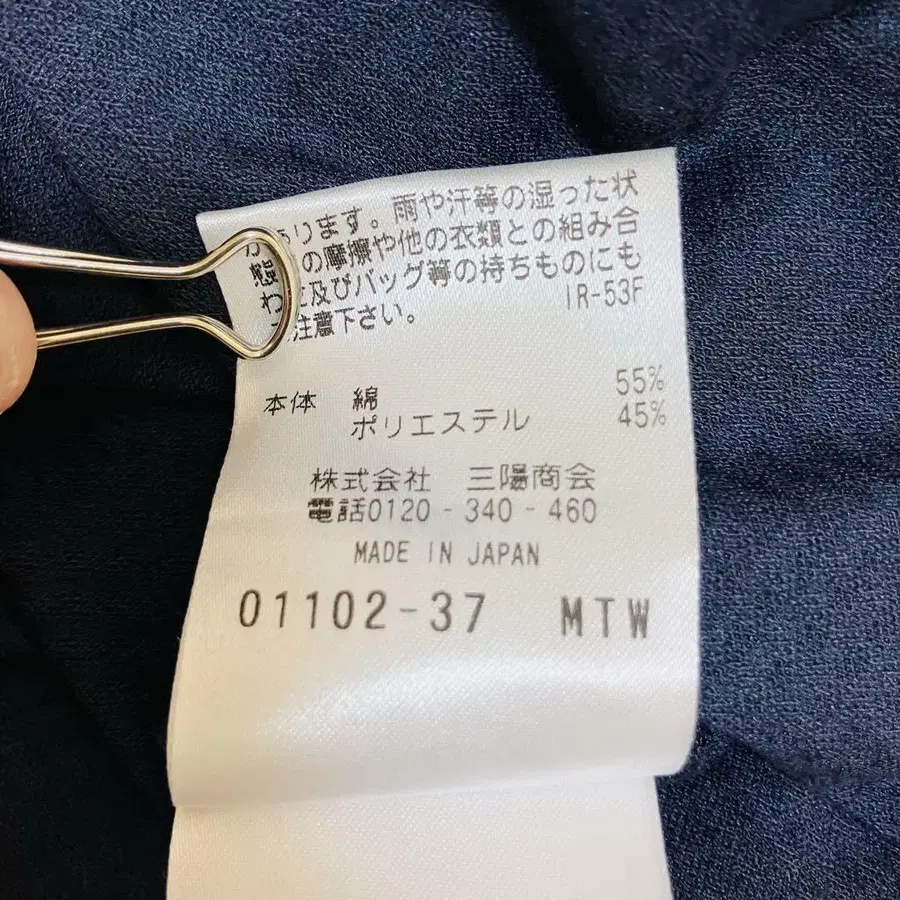 あります。雨や汗等の湿った状
の摩擦や他の衣類との組み合
及びバッグ等の持ちものにも
注意下さい。 IR-53F
本体 綿 55%
ポリエステル 45%
株式会社 三陽商会
電話0120-340-460
MADE IN JAPAN
01102-37 MTW